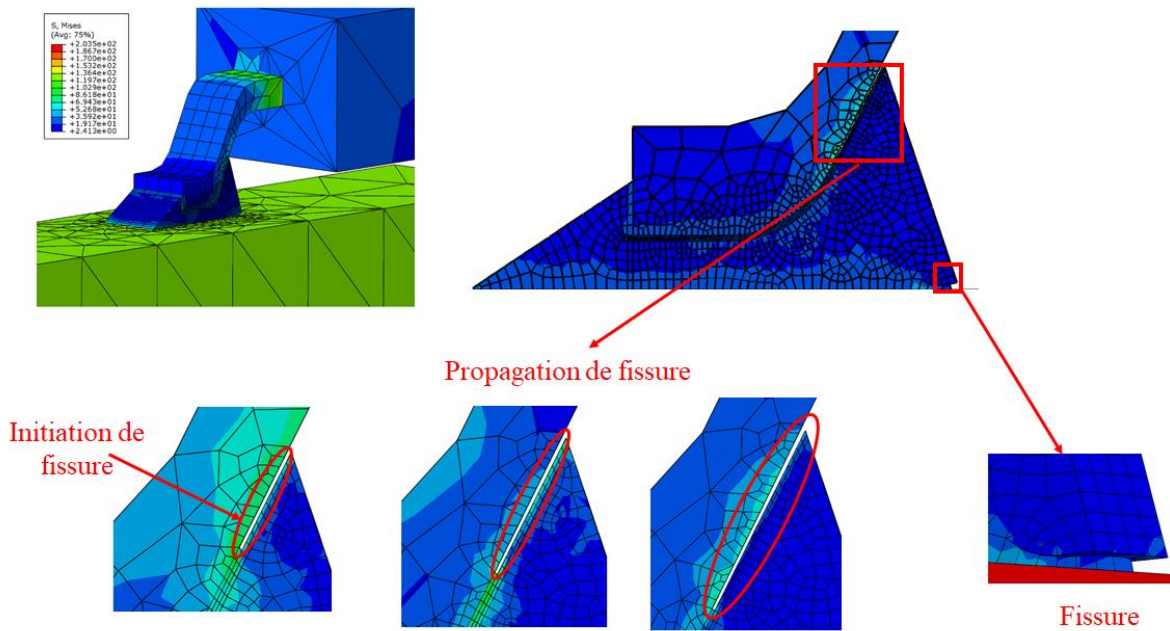 S, Mises
(Avg: 75%)
+2.035e+02
+1.867e+02
+1.700e+02
+1.532e+02
+1.364e+02
+1.197e+02
+1.029e+02
+8.618e+01
+6.943e+01
+5.268e+01
+3.592e+01
+1.917e+01
+2.413e+00
Propagation de fissure
Initiation de
fissure
Fissure